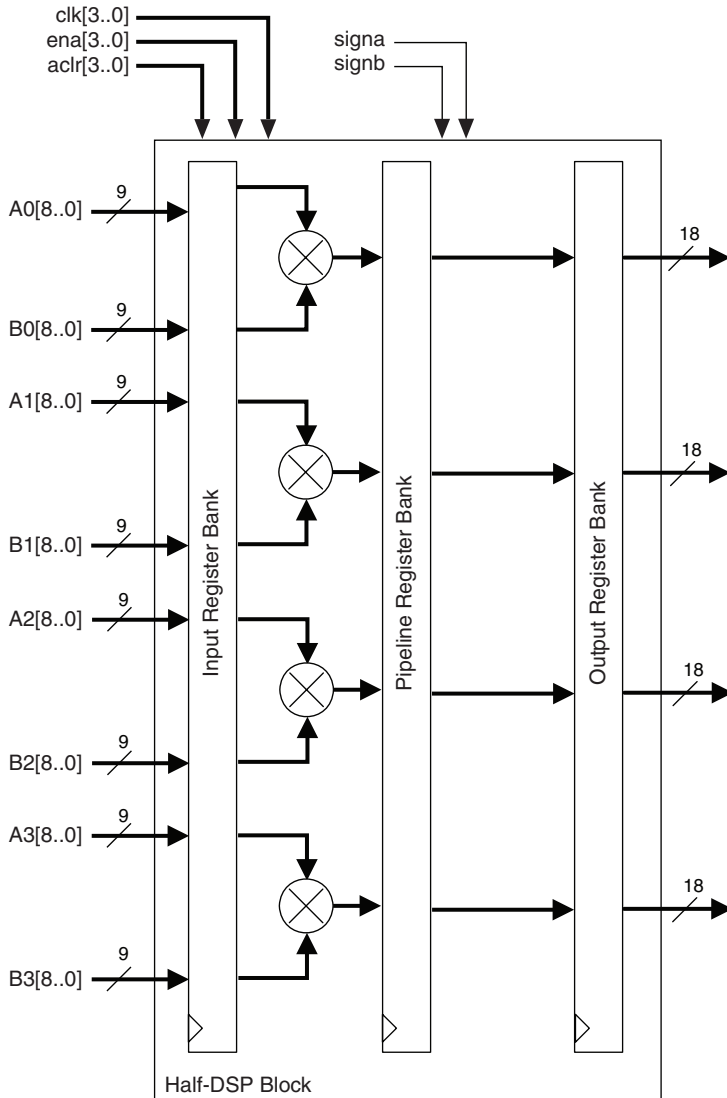 clk[3..0]
ena[3..0]
aclr[3..0]
signa
signb
A0[8..0]
9
18
B0[8..0]
9
A1[8..0]
9
18
B1[8..0]
9
A2[8..0]
9
18
B2[8..0]
9
A3[8..0]
9
18
B3[8..0]
9
Input Register Bank
Pipeline Register Bank
Output Register Bank
Half-DSP Block